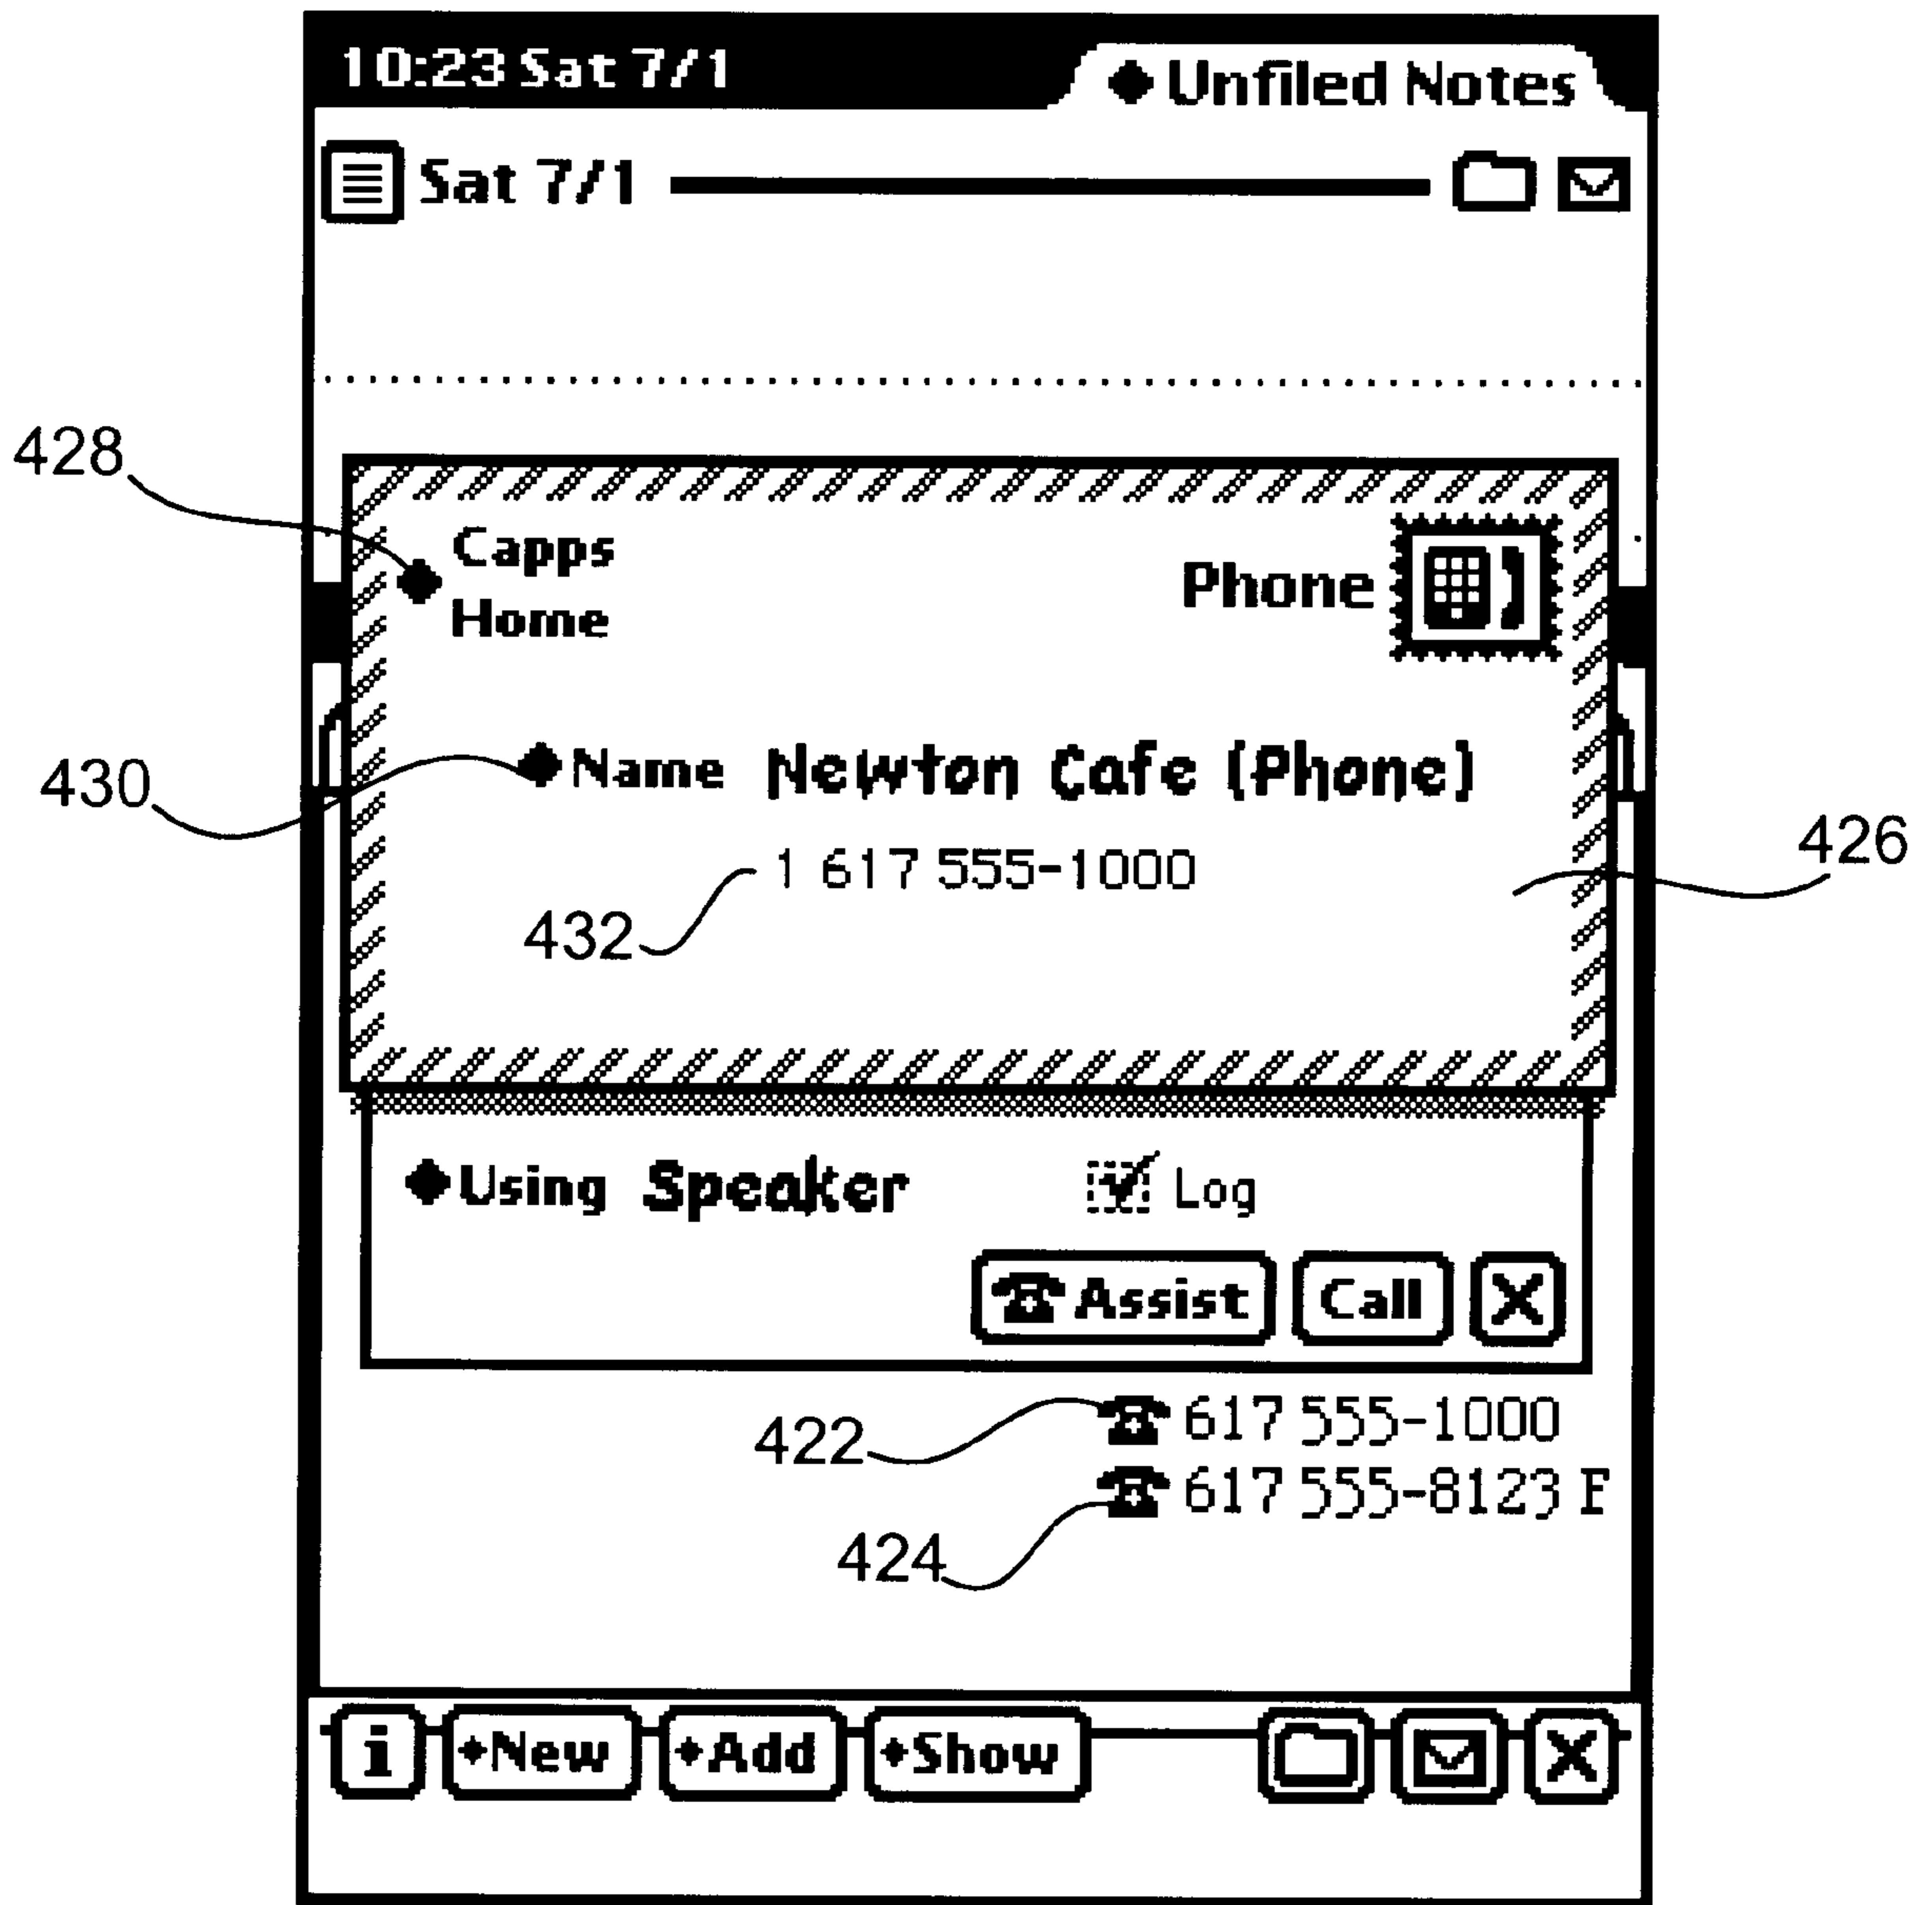 10:23 Sat 7/1 ◆Unfiled Notes
Sat 7/1
428
Capps
Home
Phone
430
◆Name Newton Cafe (Phone)
1 617 555-1000
426
432
◆Using Speaker Log
Assist Call X
422 ☎ 617 555-1000
☎ 617 555-8123 F
424
i ◆New ◆Add ◆Show X